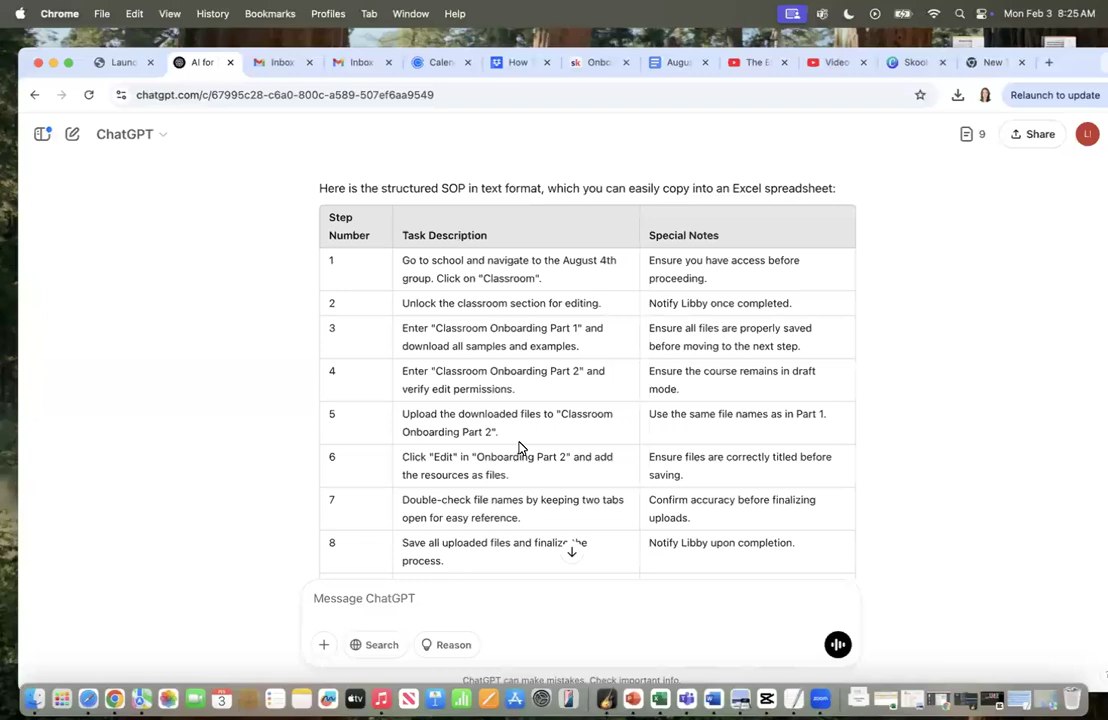 Chrome File Edit View History Bookmarks Profiles Tab Window Help Mon Feb 3 8:25 AM
Launc AI for Inbox Inbox Calen How Onbo Augu The E Video Skool New
chatgpt.com/c/67995c28-c6a0-800c-a589-507ef6aa9549 Relaunch to update
ChatGPT 9 Share LI
Here is the structured SOP in text format, which you can easily copy into an Excel spreadsheet:
Step
Number Task Description Special Notes
1 Go to school and navigate to the August 4th Ensure you have access before
group. Click on "Classroom". proceeding.
2 Unlock the classroom section for editing. Notify Libby once completed.
3 Enter "Classroom Onboarding Part 1" and Ensure all files are properly saved
download all samples and examples. before moving to the next step.
4 Enter "Classroom Onboarding Part 2" and Ensure the course remains in draft
verify edit permissions. mode.
5 Upload the downloaded files to "Classroom Use the same file names as in Part 1.
Onboarding Part 2".
6 Click "Edit" in "Onboarding Part 2" and add Ensure files are correctly titled before
the resources as files. saving.
7 Double-check file names by keeping two tabs Confirm accuracy before finalizing
open for easy reference. uploads.
8 Save all uploaded files and finalize the Notify Libby upon completion.
process.
Message ChatGPT
Search Reason
ChatGPT can make mistakes. Check important info.